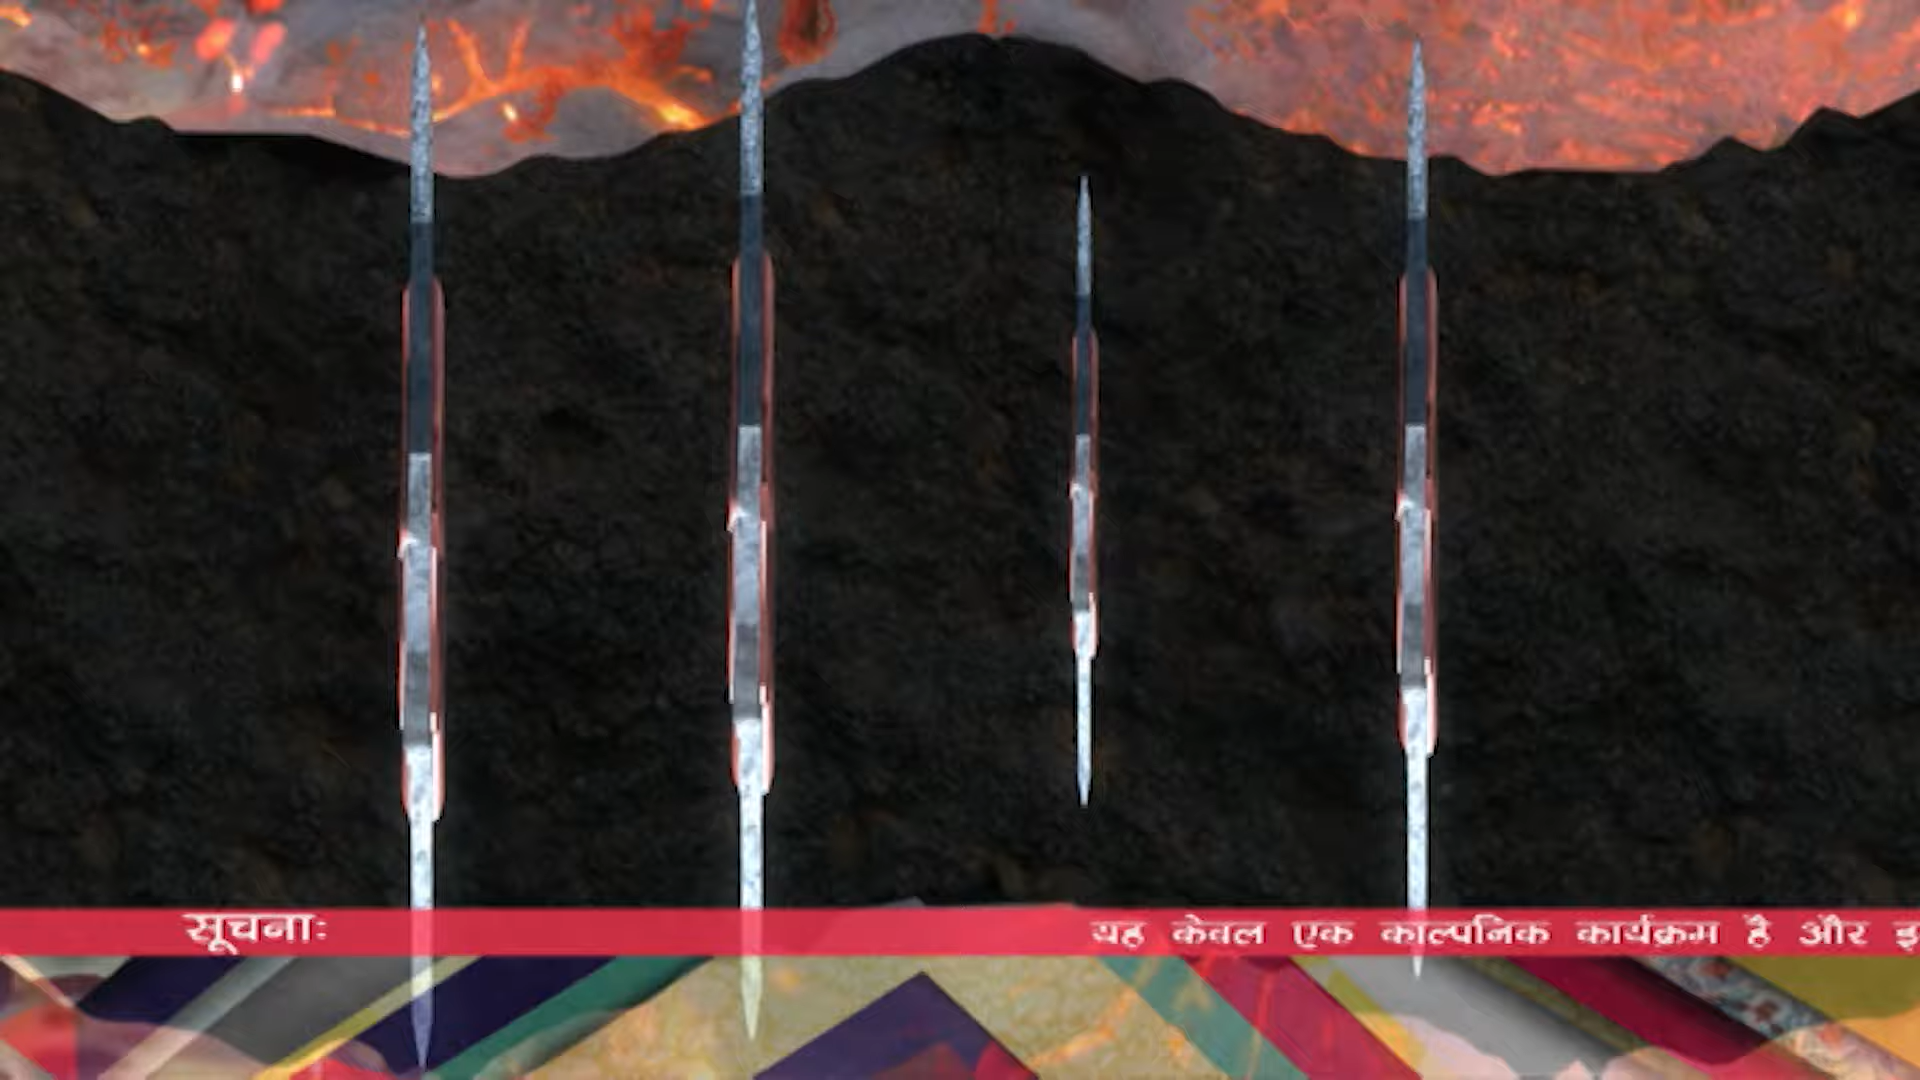 सूचनाः यह केवल एक काल्पनिक कार्यक्रम है और